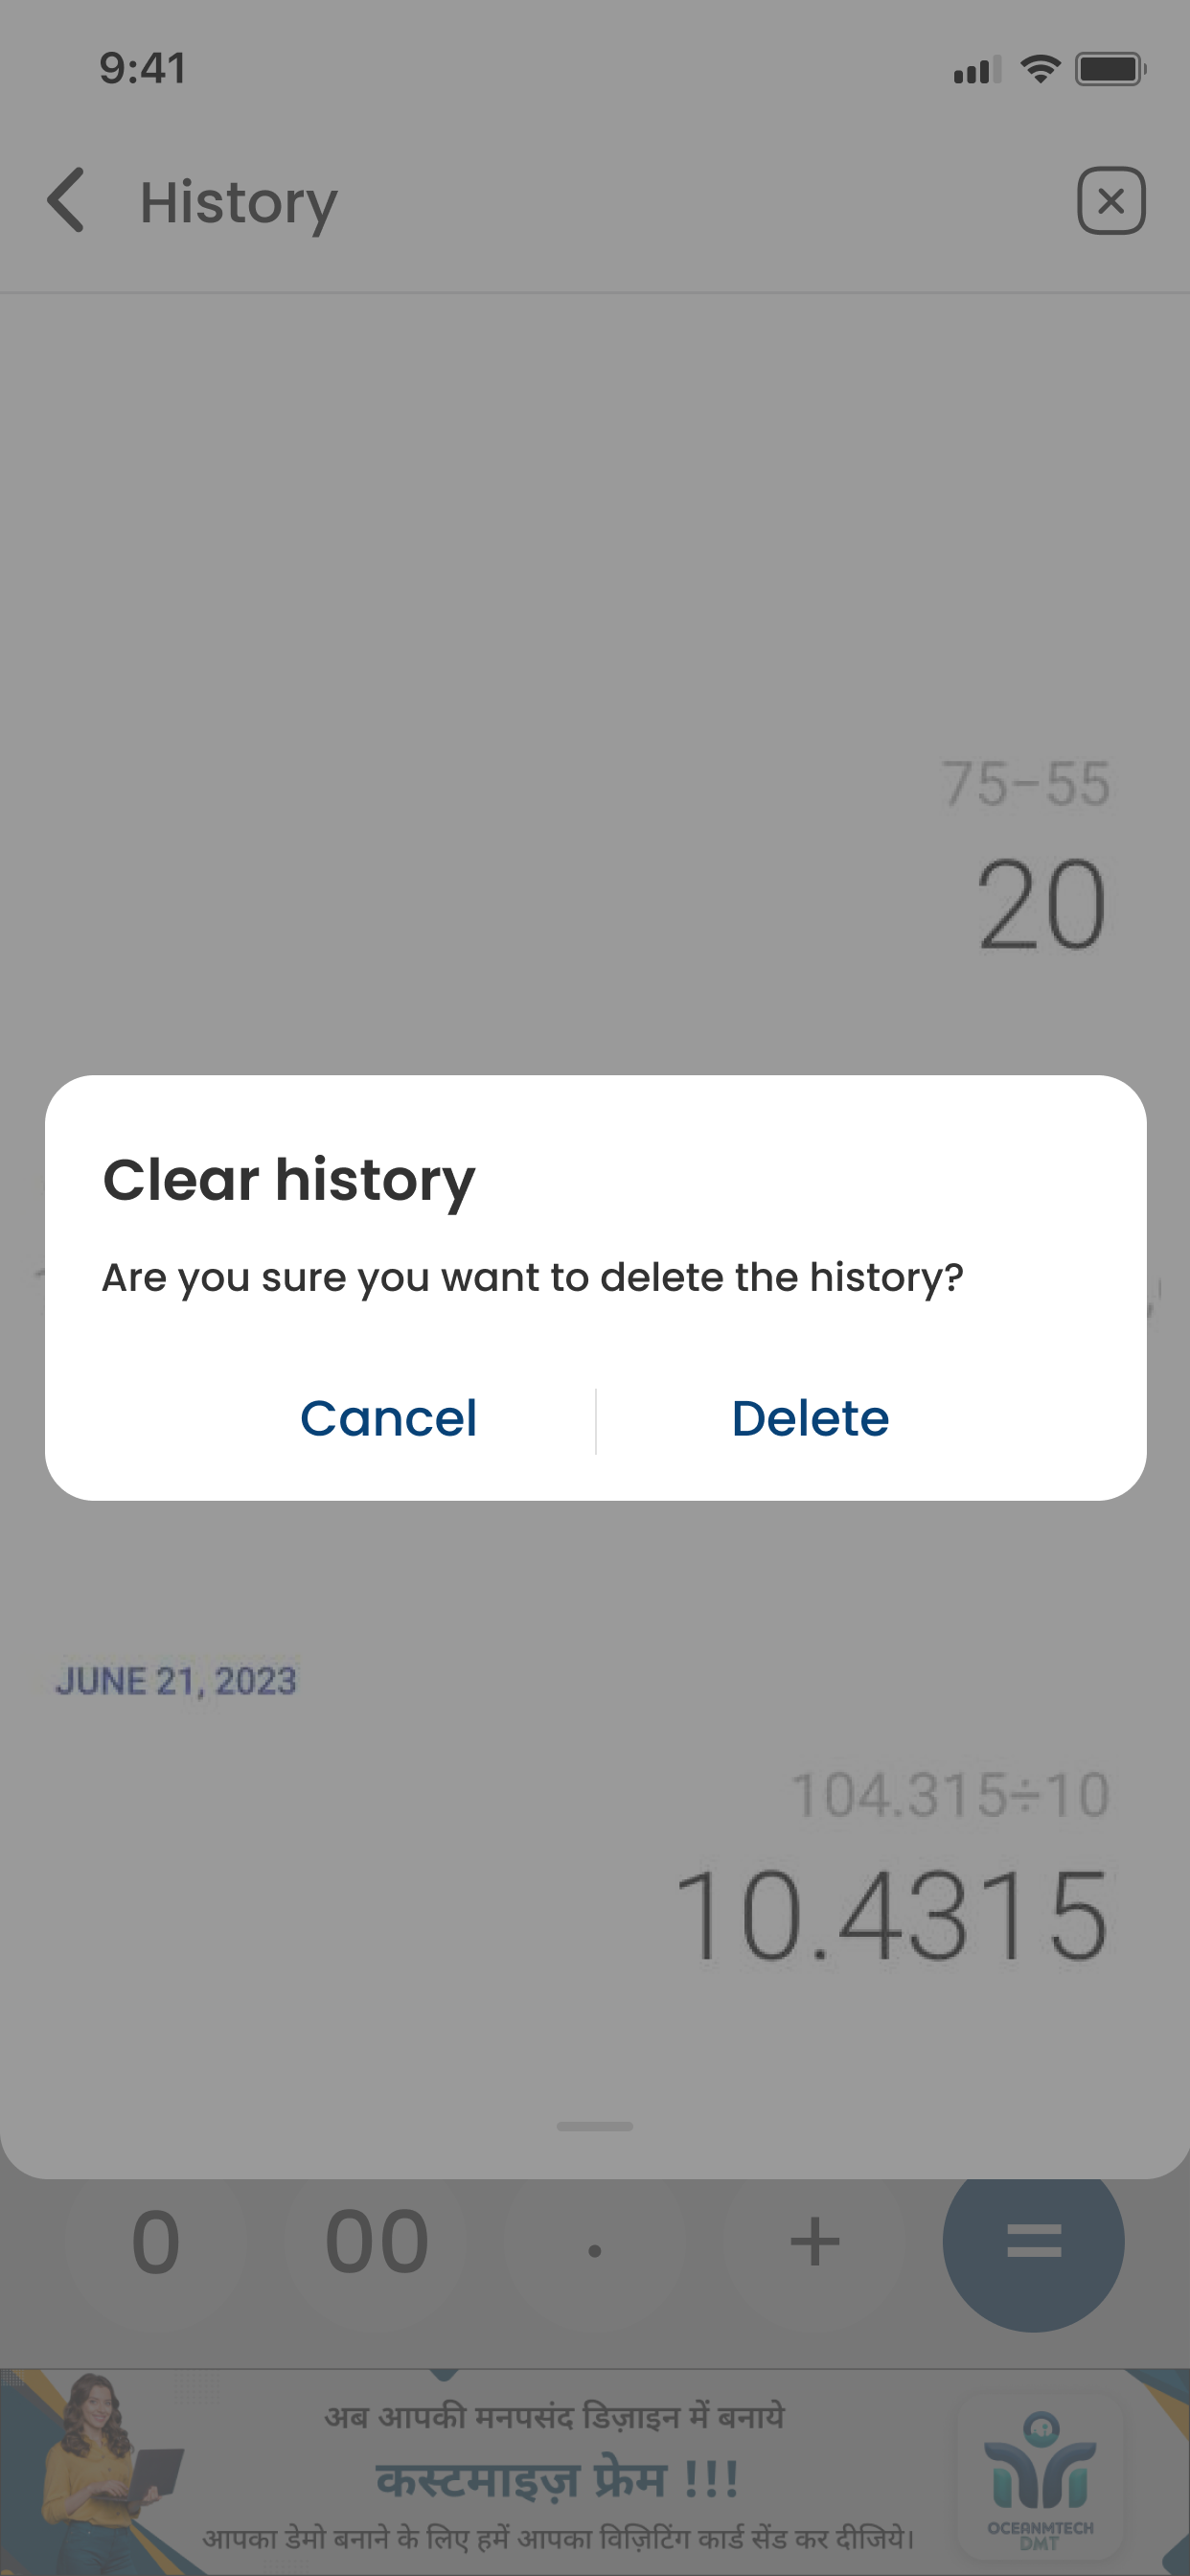 9:41
History
75−55
20
Clear history
Are you sure you want to delete the history?
Cancel
Delete
JUNE 21, 2023
104.315÷10
10.4315
0 00 . + =
अब आपकी मनपसंद डिज़ाइन में बनाये
कस्टमाइज़ फ्रेम !!!
आपका डेमो बनाने के लिए हमें आपका विज़िटिंग कार्ड सेंड कर दीजिये।
OCEANMTECH
DMT